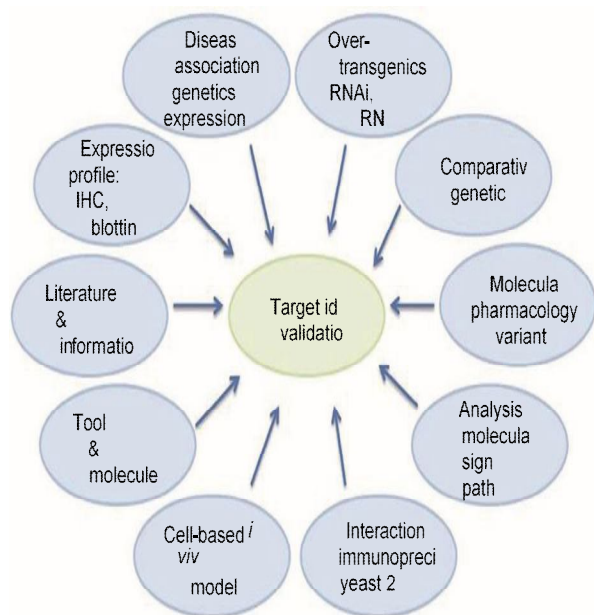 Diseas
association
genetics
expression
Over-
transgenics
RNAi,
RN
Expressio
profile:
IHC,
blottin
Comparativ
genetic
Literature
&
informatio
Target id
validatio
Molecula
pharmacology
variant
Tool
&
molecule
Analysis
molecula
sign
path
Cell-based i
viv
model
Interaction
immunopreci
yeast 2